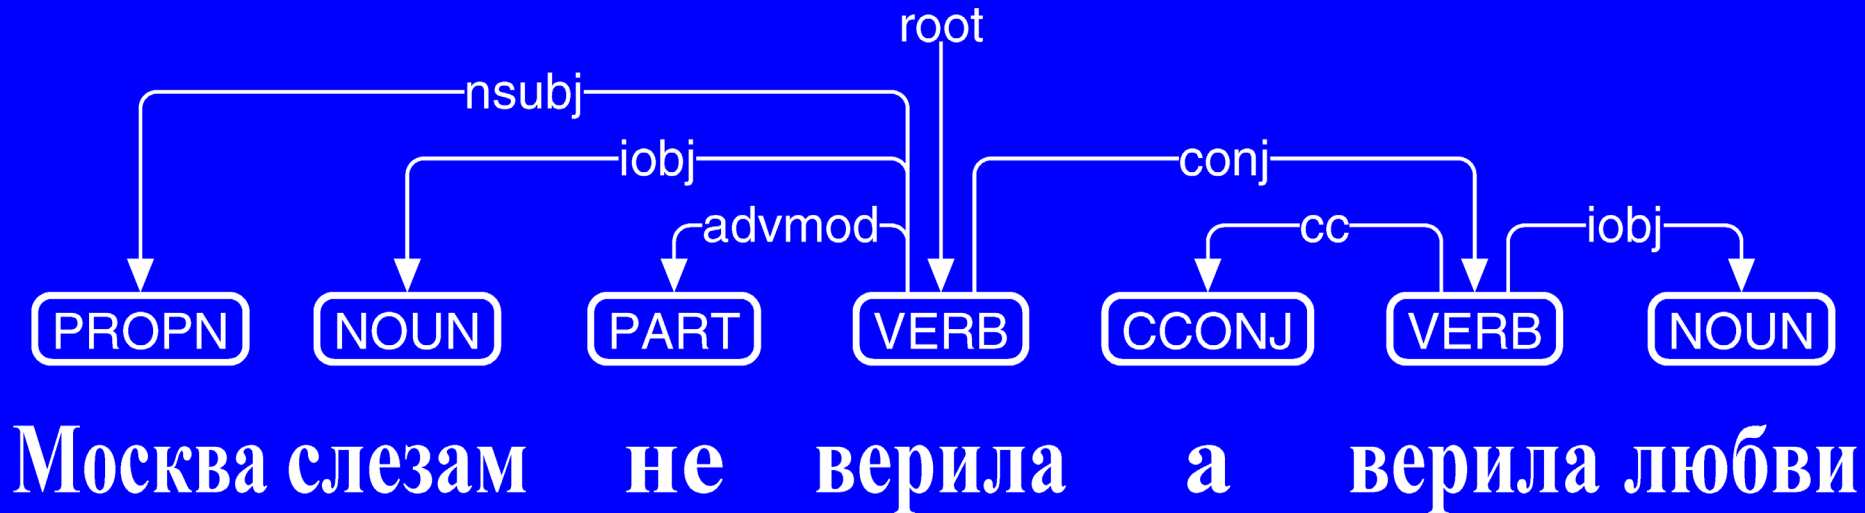 root
nsubj
iobj conj
advmod cc iobj
PROPN NOUN PART VERB CCONJ VERB NOUN
Москва слезам не верила а верила любви